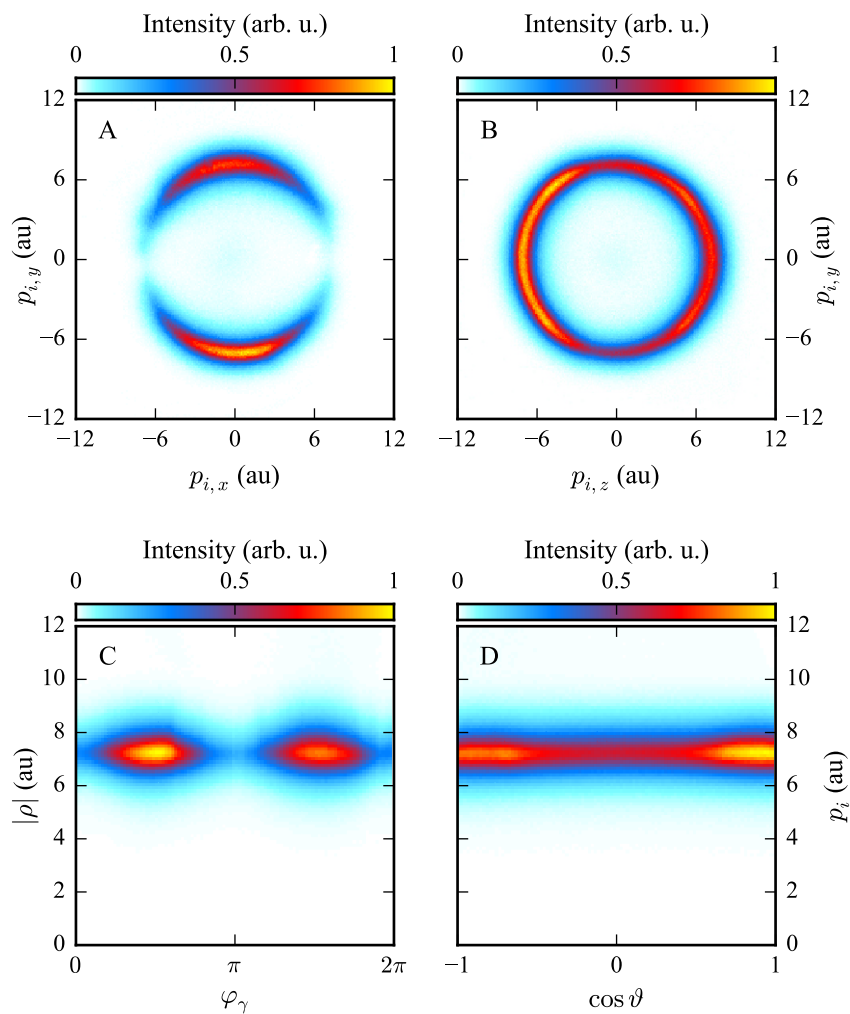 Intensity (arb. u.) Intensity (arb. u.)
0 0.5 1 0 0.5 1
12 12
A B
6 6
p_{i,y} (au) 0 0 p_{i,y} (au)
−6 −6
−12 −12
−12 −6 0 6 12 −12 −6 0 6 12
p_{i,x} (au) p_{i,z} (au)
Intensity (arb. u.) Intensity (arb. u.)
0 0.5 1 0 0.5 1
12 12
C D
10 10
8 8
|ρ| (au) 6 6 p_i (au)
4 4
2 2
0 0
0 π 2π −1 0 1
φ_γ cos ϑ